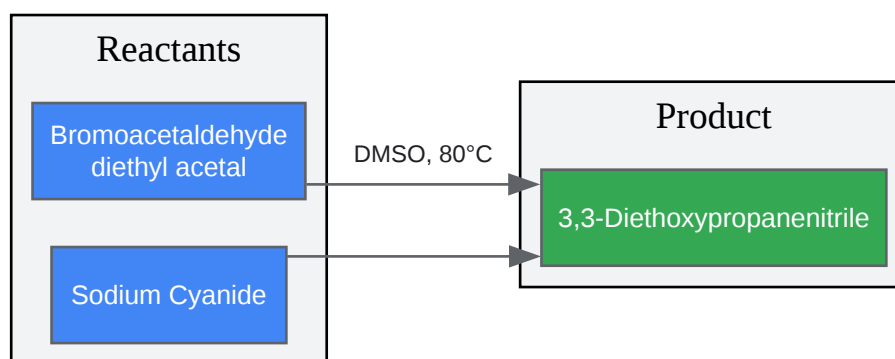 Reactants
Bromoacetaldehyde
diethyl acetal
Sodium Cyanide
DMSO, 80°C
Product
3,3-Diethoxypropanenitrile